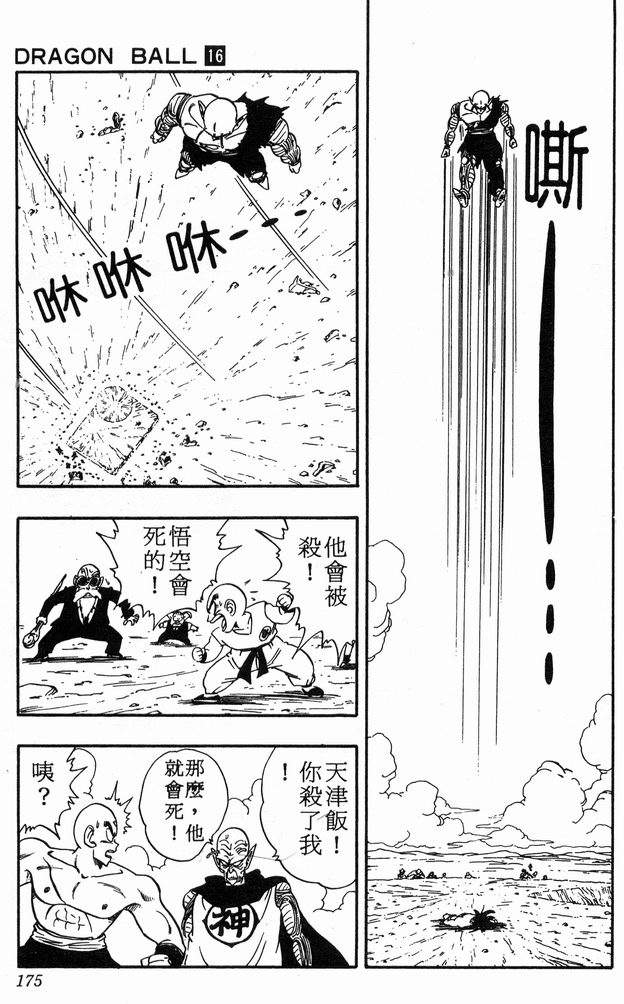 DRAGON BALL 16
嘶——…
咻 咻 咻----
他會被
殺！
悟空會
死的！
天津飯！
你殺了我
！
那麼，他
就會死！
咦？
神
175